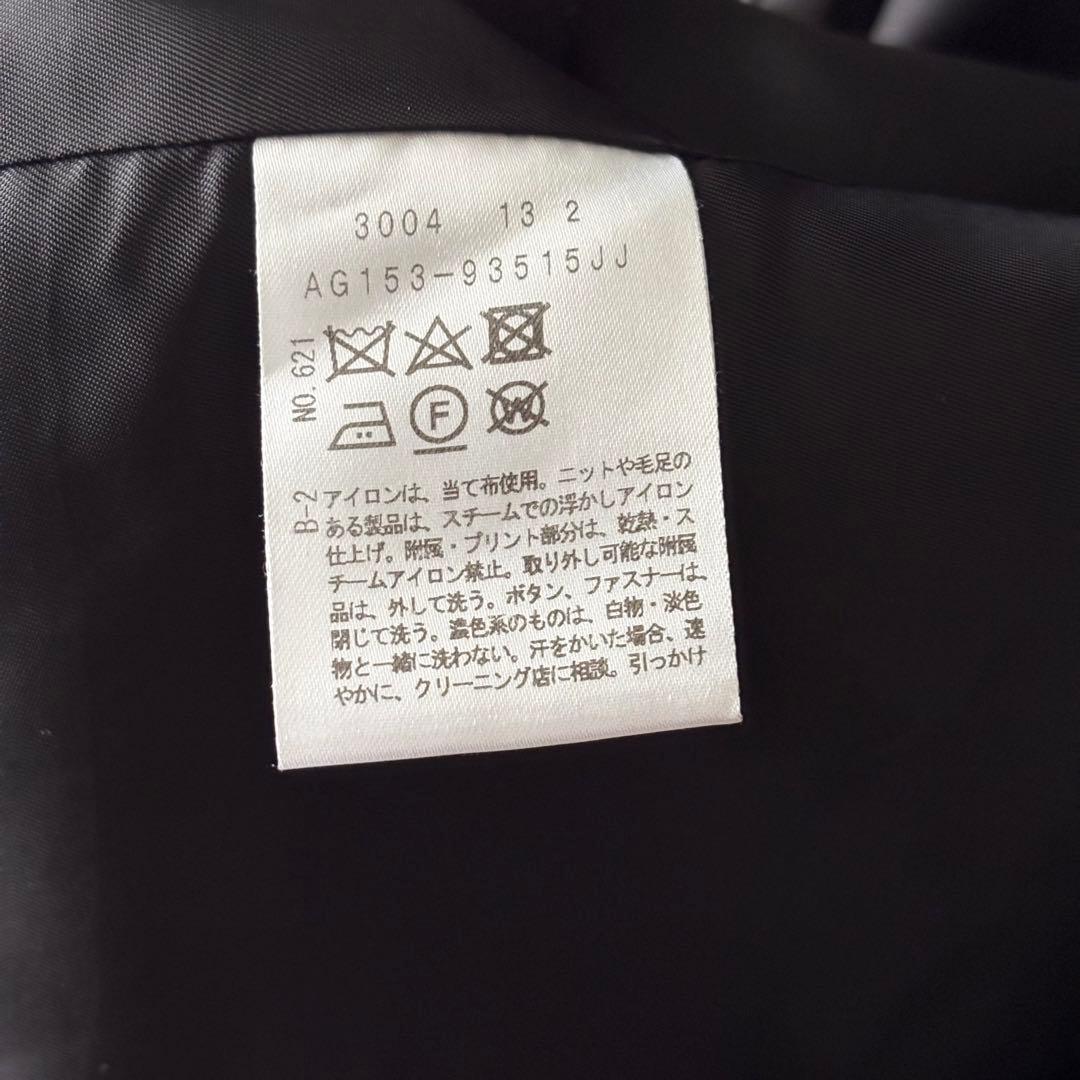 3004 13 2
AG153-93515JJ
NO.621
F
W
B-2
アイロンは、当て布使用。ニットや毛足の
ある製品は、スチームでの浮かしアイロン
仕上げ。附属・プリント部分は、乾熱・ス
チームアイロン禁止。取り外し可能な附属
品は、外して洗う。ボタン、ファスナーは、
閉じて洗う。濃色系のものは、白物・淡色
物と一緒に洗わない。汗をかいた場合、速
やかに、クリーニング店に相談。引っかけ